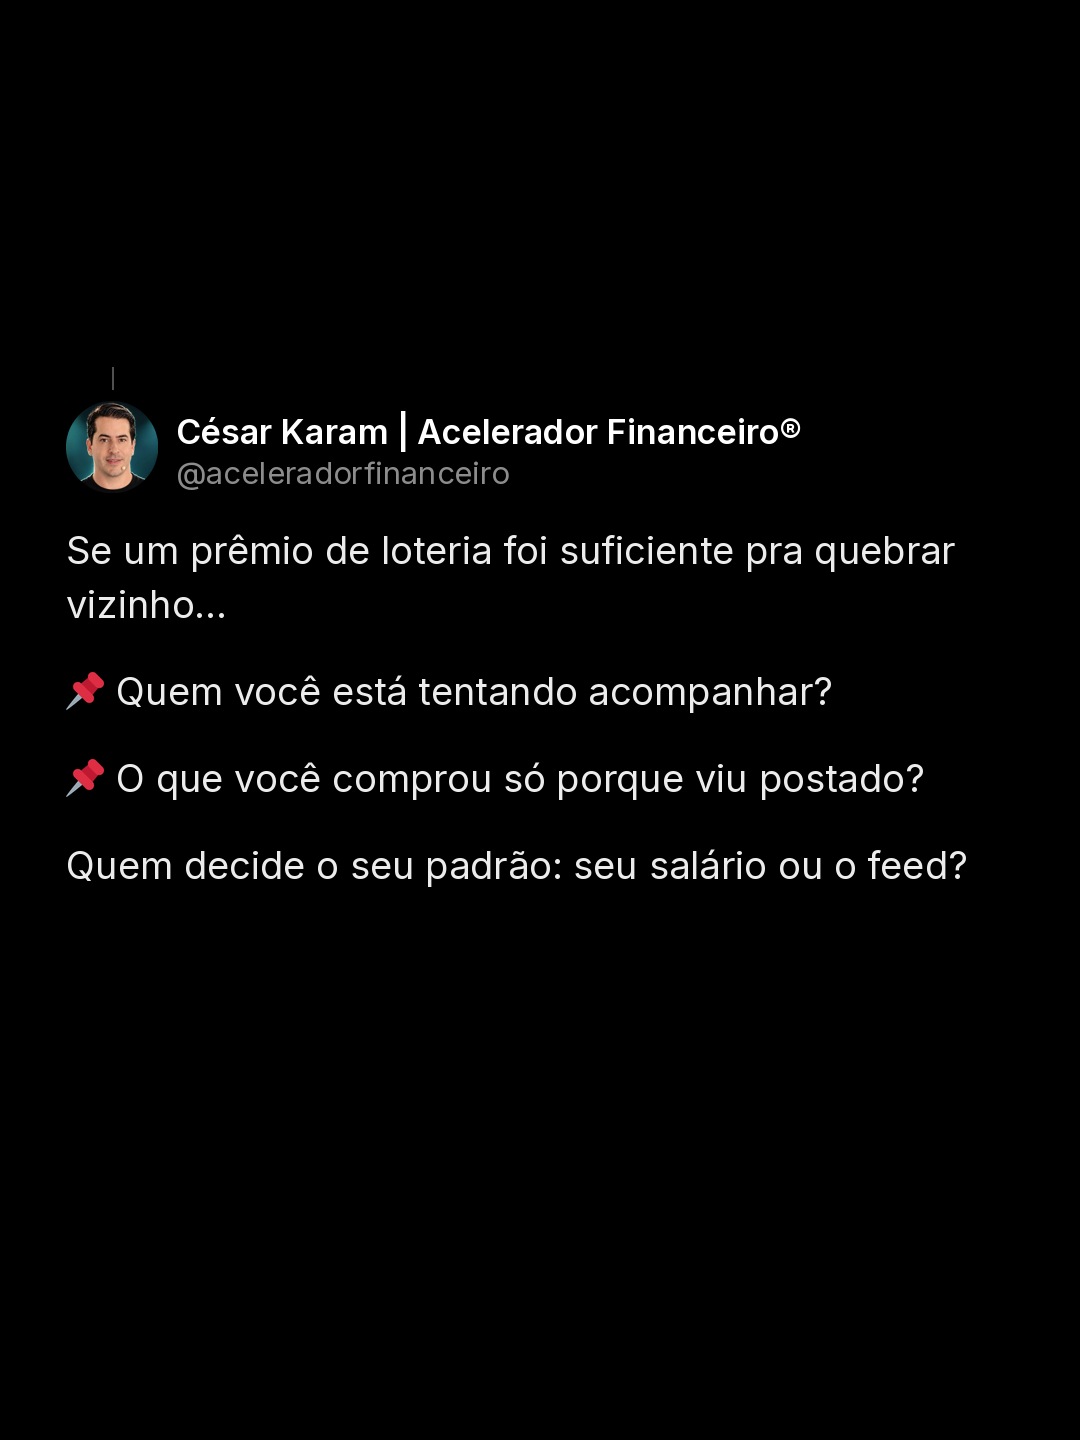 César Karam | Acelerador Financeiro®
@aceleradorfinanceiro
Se um prêmio de loteria foi suficiente pra quebrar
vizinho...
📌 Quem você está tentando acompanhar?
📌 O que você comprou só porque viu postado?
Quem decide o seu padrão: seu salário ou o feed?